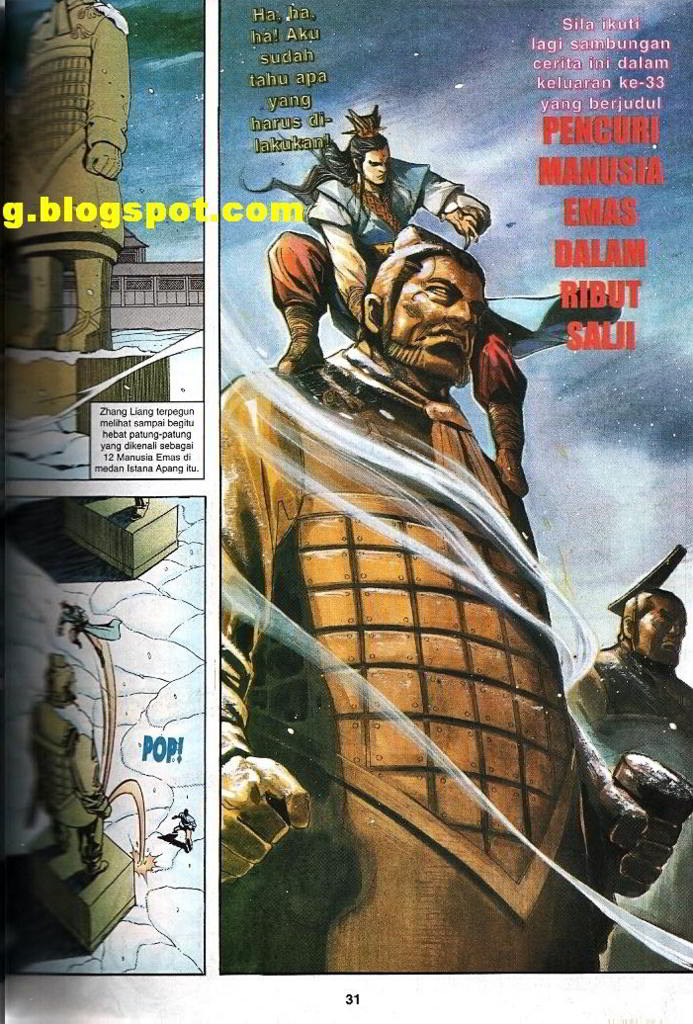 Ha, ha,
ha! Aku
sudah
tahu apa
yang
harus di-
lakukan!
Sila ikuti
lagi sambungan
cerita ini dalam
keluaran ke-33
yang berjudul
PENCURI
MANUSIA
EMAS
DALAM
RIBUT
SALJI
g.blogspot.com
Zhang Liang terpegun
melihat sampai begitu
hebat patung-patung
yang dikenali sebagai
12 Manusia Emas di
medan Istana Apang itu.
POP!
31